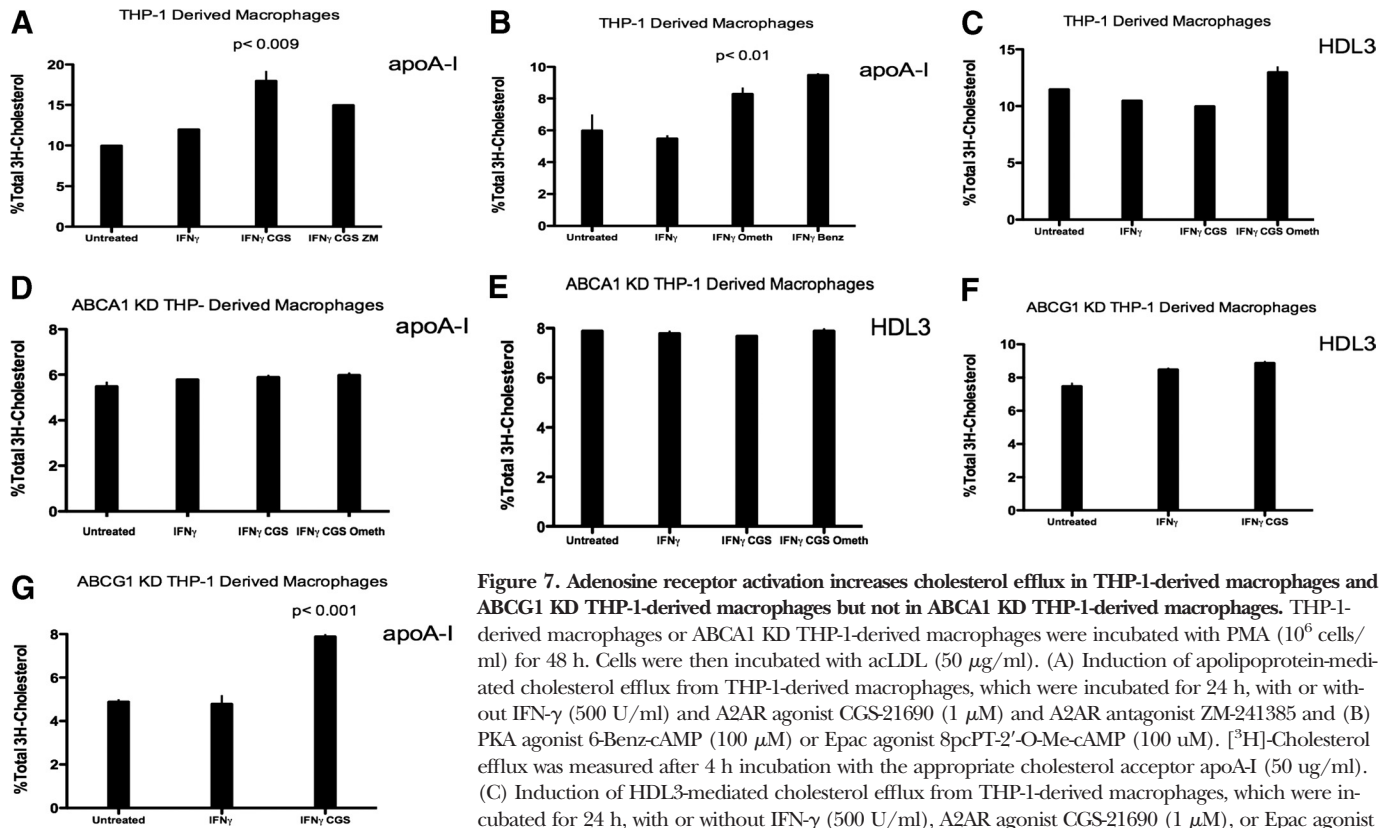 A
THP-1 Derived Macrophages
p< 0.009
apoA-I
%Total 3H-Cholesterol
20
15
10
5
0
Untreated
IFNγ
IFNγ CGS
IFNγ CGS ZM
B
THP-1 Derived Macrophages
p< 0.01
apoA-I
%Total 3H-Cholesterol
10
8
6
4
2
0
Untreated
IFNγ
IFNγ Ometh
IFNγ Benz
C
THP-1 Derived Macrophages
HDL3
%Total 3H-Cholesterol
15
10
5
0
Untreated
IFNγ
IFNγ CGS
IFNγ CGS Ometh
D
ABCA1 KD THP- Derived Macrophages
apoA-I
%Total 3H-Cholesterol
8
6
4
2
0
Untreated
IFNγ
IFNγ CGS
IFNγ CGS Ometh
E
ABCA1 KD THP-1 Derived Macrophages
HDL3
%Total 3H-Cholesterol
8
6
4
2
0
Untreated
IFNγ
IFNγ CGS
IFNγ CGS Ometh
F
ABCG1 KD THP-1 Derived Macrophages
HDL3
%Total 3H-Cholesterol
10
8
6
4
2
0
Untreated
IFNγ
IFNγ CGS
G
ABCG1 KD THP-1 Derived Macrophages
p< 0.001
apoA-I
%Total 3H-Cholesterol
8
6
4
2
0
Untreated
IFNγ
IFNγ CGS
Figure 7. Adenosine receptor activation increases cholesterol efflux in THP-1-derived macrophages and
ABCG1 KD THP-1-derived macrophages but not in ABCA1 KD THP-1-derived macrophages. THP-1-
derived macrophages or ABCA1 KD THP-1-derived macrophages were incubated with PMA (10⁶ cells/
ml) for 48 h. Cells were then incubated with acLDL (50 μg/ml). (A) Induction of apolipoprotein-medi-
ated cholesterol efflux from THP-1-derived macrophages, which were incubated for 24 h, with or with-
out IFN-γ (500 U/ml) and A2AR agonist CGS-21690 (1 μM) and A2AR antagonist ZM-241385 and (B)
PKA agonist 6-Benz-cAMP (100 μM) or Epac agonist 8pcPT-2′-O-Me-cAMP (100 uM). [³H]-Cholesterol
efflux was measured after 4 h incubation with the appropriate cholesterol acceptor apoA-I (50 ug/ml).
(C) Induction of HDL3-mediated cholesterol efflux from THP-1-derived macrophages, which were in-
cubated for 24 h, with or without IFN-γ (500 U/ml), A2AR agonist CGS-21690 (1 μM), or Epac agonist